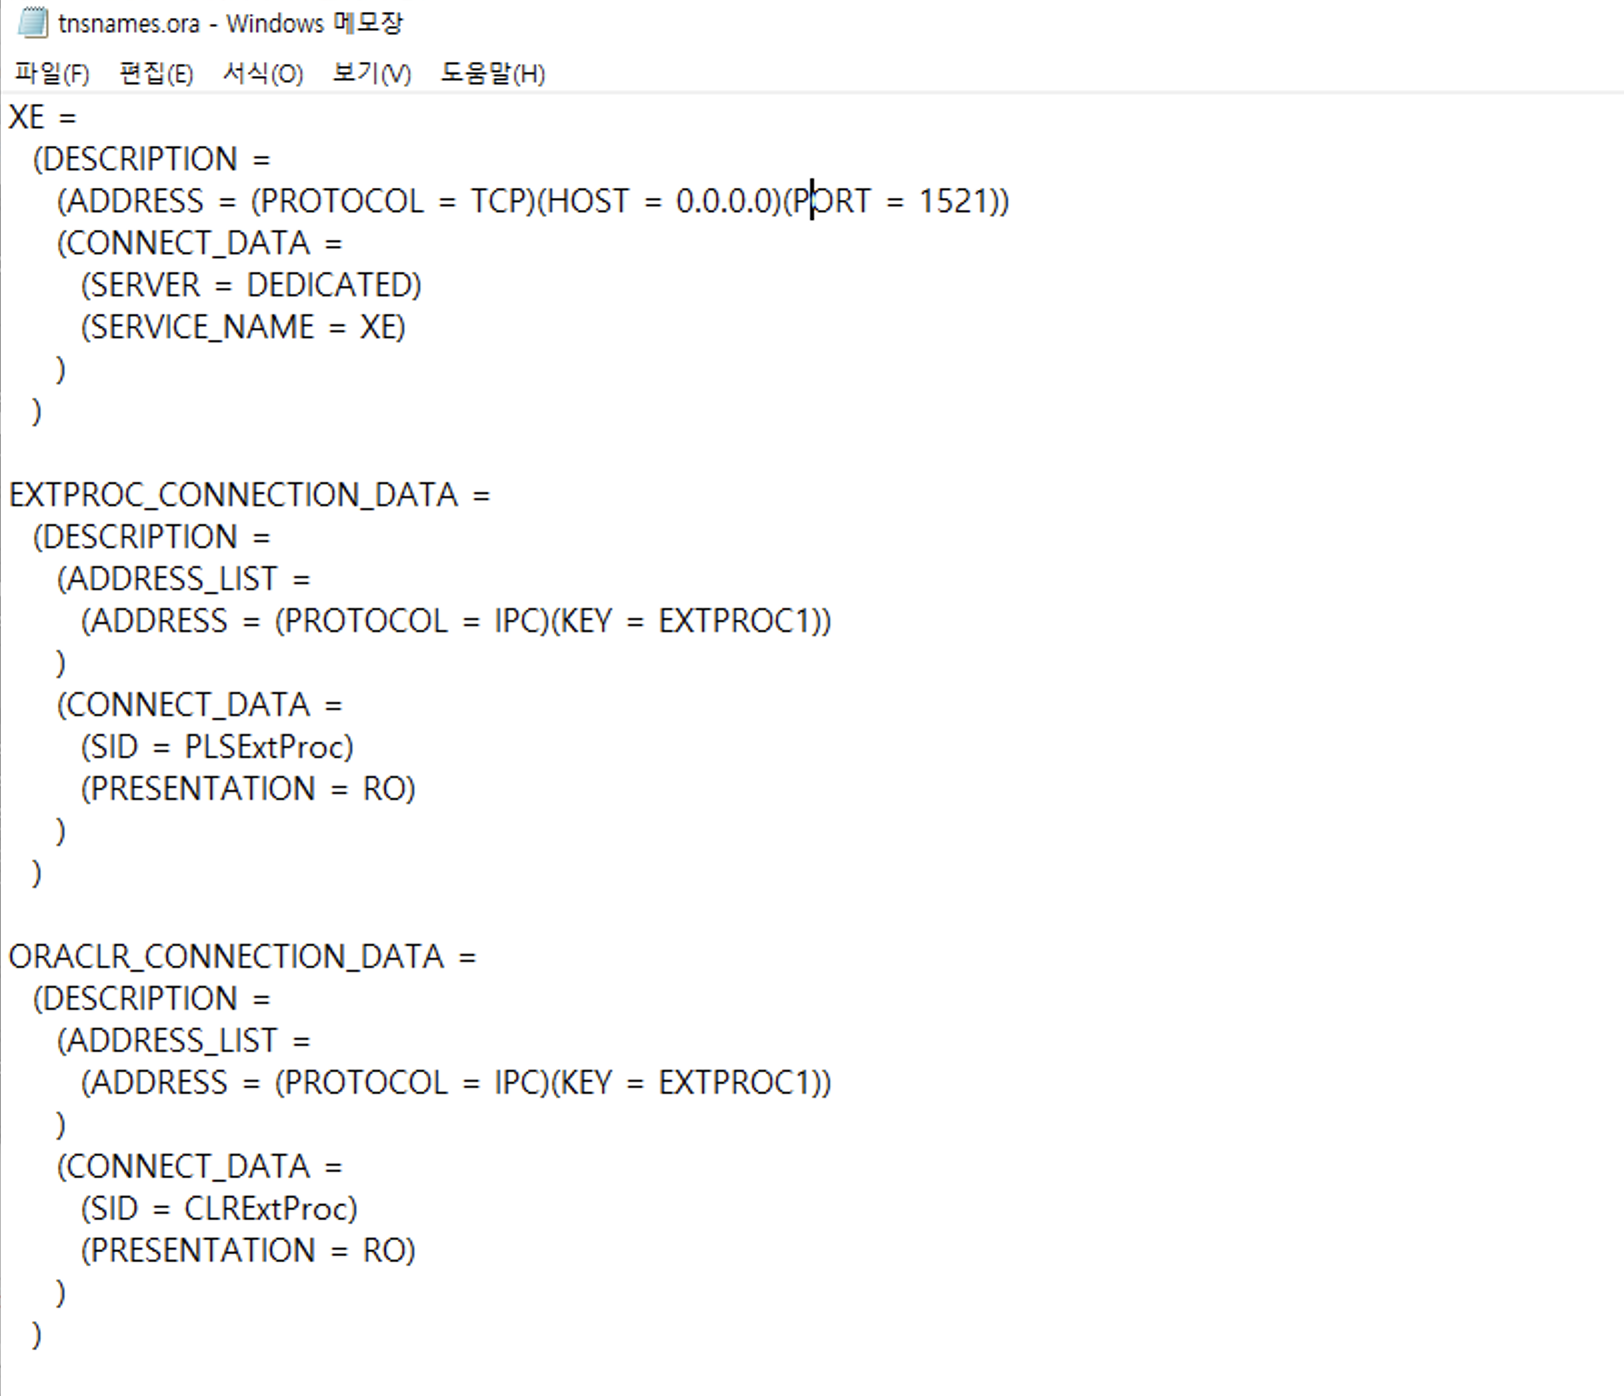 tnsnames.ora - Windows 메모장
파일(F) 편집(E) 서식(O) 보기(V) 도움말(H)
XE =
  (DESCRIPTION =
    (ADDRESS = (PROTOCOL = TCP)(HOST = 0.0.0.0)(PORT = 1521))
    (CONNECT_DATA =
      (SERVER = DEDICATED)
      (SERVICE_NAME = XE)
    )
  )

EXTPROC_CONNECTION_DATA =
  (DESCRIPTION =
    (ADDRESS_LIST =
      (ADDRESS = (PROTOCOL = IPC)(KEY = EXTPROC1))
    )
    (CONNECT_DATA =
      (SID = PLSExtProc)
      (PRESENTATION = RO)
    )
  )

ORACLR_CONNECTION_DATA =
  (DESCRIPTION =
    (ADDRESS_LIST =
      (ADDRESS = (PROTOCOL = IPC)(KEY = EXTPROC1))
    )
    (CONNECT_DATA =
      (SID = CLRExtProc)
      (PRESENTATION = RO)
    )
  )